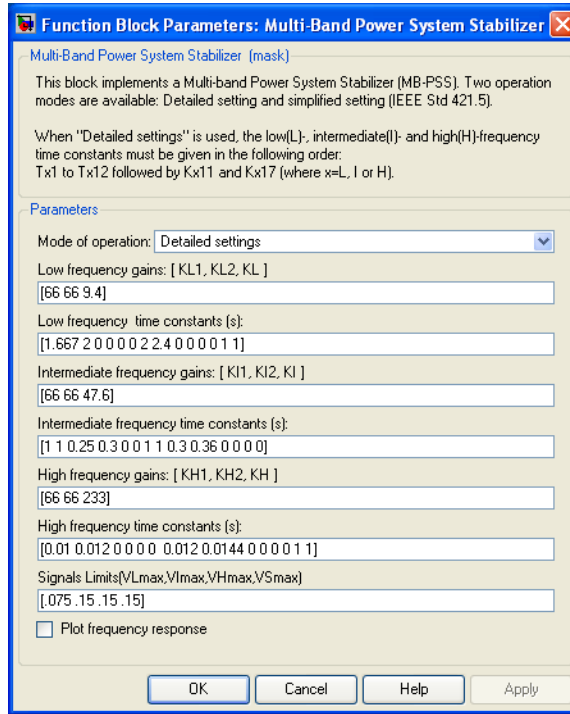 Function Block Parameters: Multi-Band Power System Stabilizer
Multi-Band Power System Stabilizer (mask)
This block implements a Multi-band Power System Stabilizer (MB-PSS). Two operation
modes are available: Detailed setting and simplified setting (IEEE Std 421.5).
When "Detailed settings" is used, the low(L)-, intermediate(I)- and high(H)-frequency
time constants must be given in the following order:
Tx1 to Tx12 followed by Kx11 and Kx17 (where x=L, I or H).
Parameters
Mode of operation: Detailed settings
Low frequency gains: [ KL1, KL2, KL ]
[66 66 9.4]
Low frequency time constants (s):
[1.667 2 0 0 0 0 2 2.4 0 0 0 0 1 1]
Intermediate frequency gains: [ KI1, KI2, KI ]
[66 66 47.6]
Intermediate frequency time constants (s):
[1 1 0.25 0.3 0 0 1 1 0.3 0.36 0 0 0 0]
High frequency gains: [ KH1, KH2, KH ]
[66 66 233]
High frequency time constants (s):
[0.01 0.012 0 0 0 0 0.012 0.0144 0 0 0 0 1 1]
Signals Limits(VLmax,VImax,VHmax,VSmax)
[.075 .15 .15 .15]
Plot frequency response
OK Cancel Help Apply